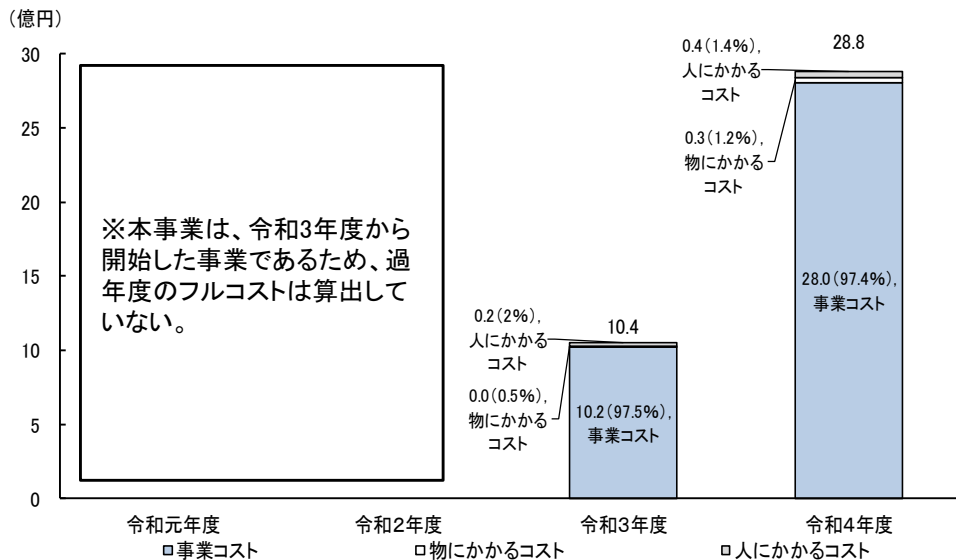 （億円）
30
25
20
15
10
5
0
※本事業は、令和3年度から
開始した事業であるため、過
年度のフルコストは算出して
いない。
0.2（2%）,
人にかかる
コスト
0.0（0.5%）,
物にかかる
コスト
10.4
10.2（97.5%）,
事業コスト
0.4（1.4%）,
人にかかる
コスト
0.3（1.2%）,
物にかかる
コスト
28.8
28.0（97.4%）,
事業コスト
令和元年度 令和2年度 令和3年度 令和4年度
事業コスト 物にかかるコスト 人にかかるコスト